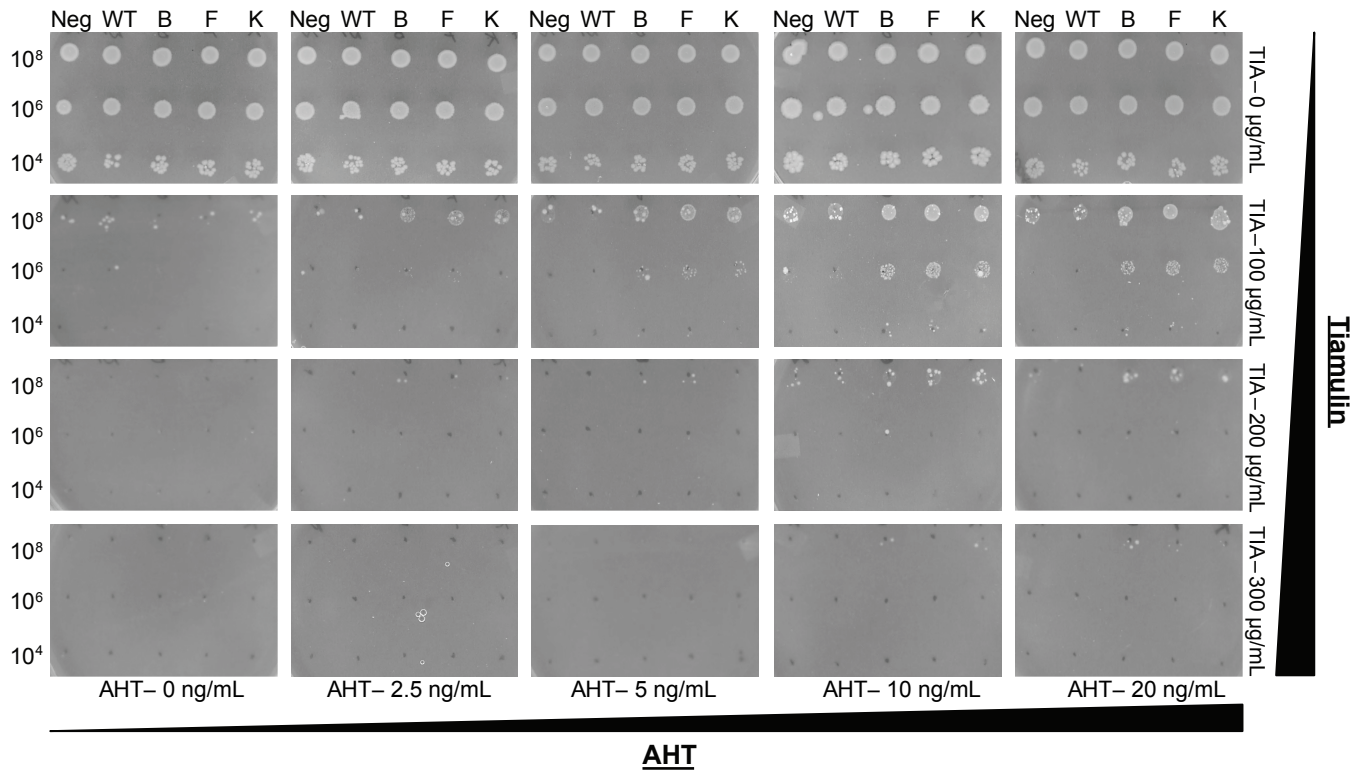 Neg WT B F K Neg WT B F K Neg WT B F K Neg WT B F K Neg WT B F K
10⁸
10⁶
10⁴
TIA–0 µg/mL
10⁸
10⁶
10⁴
TIA–100 µg/mL
10⁸
10⁶
10⁴
TIA–200 µg/mL
10⁸
10⁶
10⁴
TIA–300 µg/mL
Tiamulin
AHT– 0 ng/mL AHT– 2.5 ng/mL AHT– 5 ng/mL AHT– 10 ng/mL AHT– 20 ng/mL
AHT